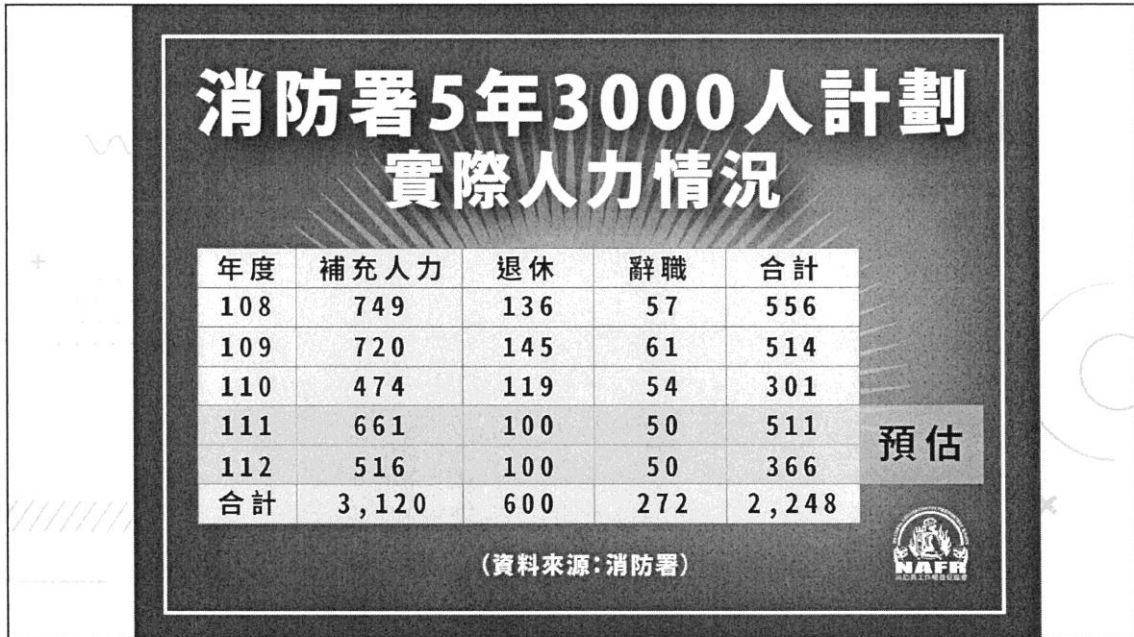 消防署5年3000人計劃
實際人力情況
年度 補充人力 退休 辭職 合計
108 749 136 57 556
109 720 145 61 514
110 474 119 54 301
111 661 100 50 511
112 516 100 50 366
預估
合計 3,120 600 272 2,248
(資料來源:消防署)
NAFR